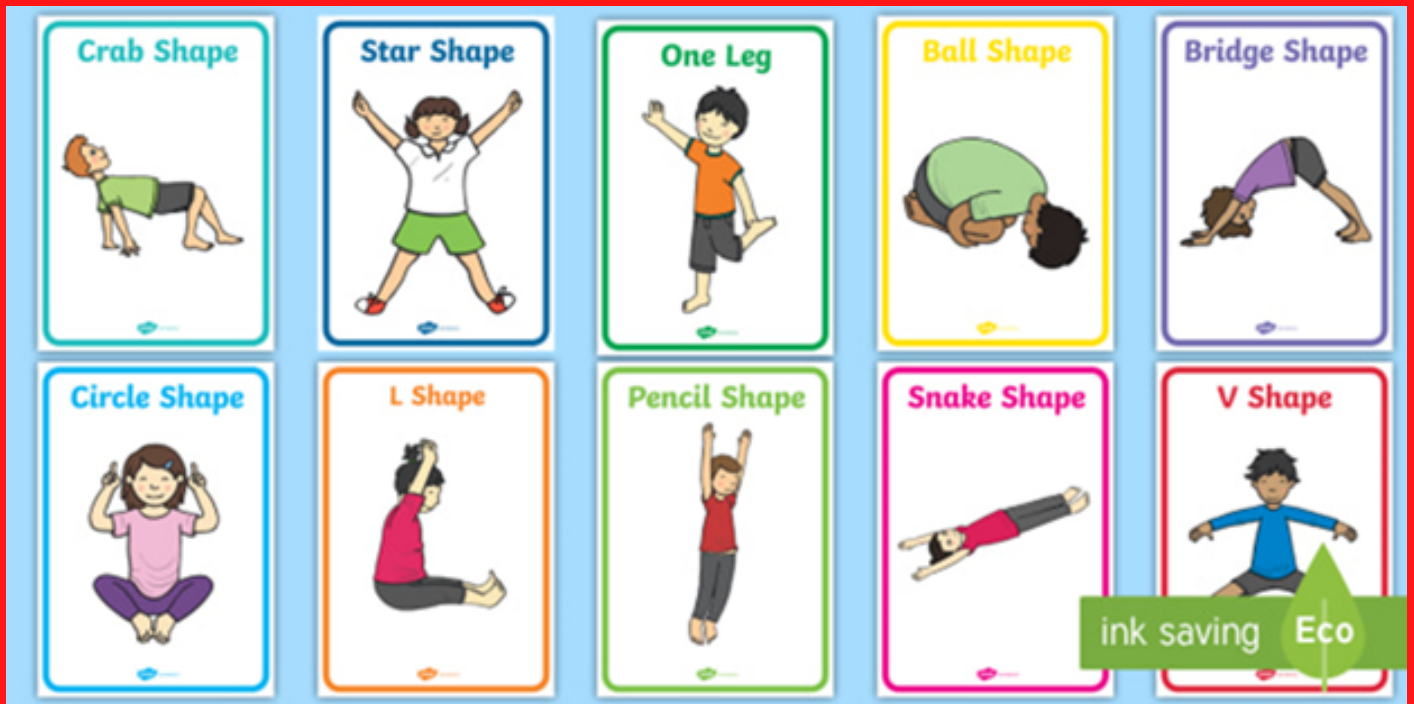 Crab Shape
Star Shape
One Leg
Ball Shape
Bridge Shape
Circle Shape
L Shape
Pencil Shape
Snake Shape
V Shape
ink saving
Eco